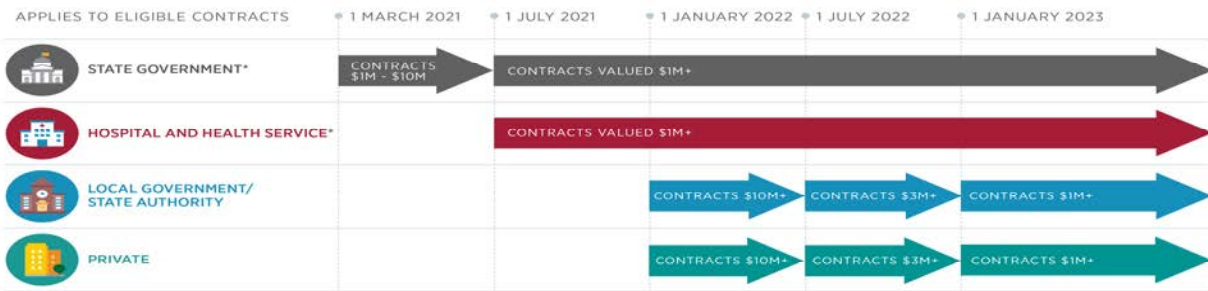 APPLIES TO ELIGIBLE CONTRACTS
1 MARCH 2021
1 JULY 2021
1 JANUARY 2022
1 JULY 2022
1 JANUARY 2023
STATE GOVERNMENT*
CONTRACTS
$1M - $10M
CONTRACTS VALUED $1M+
HOSPITAL AND HEALTH SERVICE*
CONTRACTS VALUED $1M+
LOCAL GOVERNMENT/
STATE AUTHORITY
CONTRACTS $10M+
CONTRACTS $3M+
CONTRACTS $1M+
PRIVATE
CONTRACTS $10M+
CONTRACTS $3M+
CONTRACTS $1M+